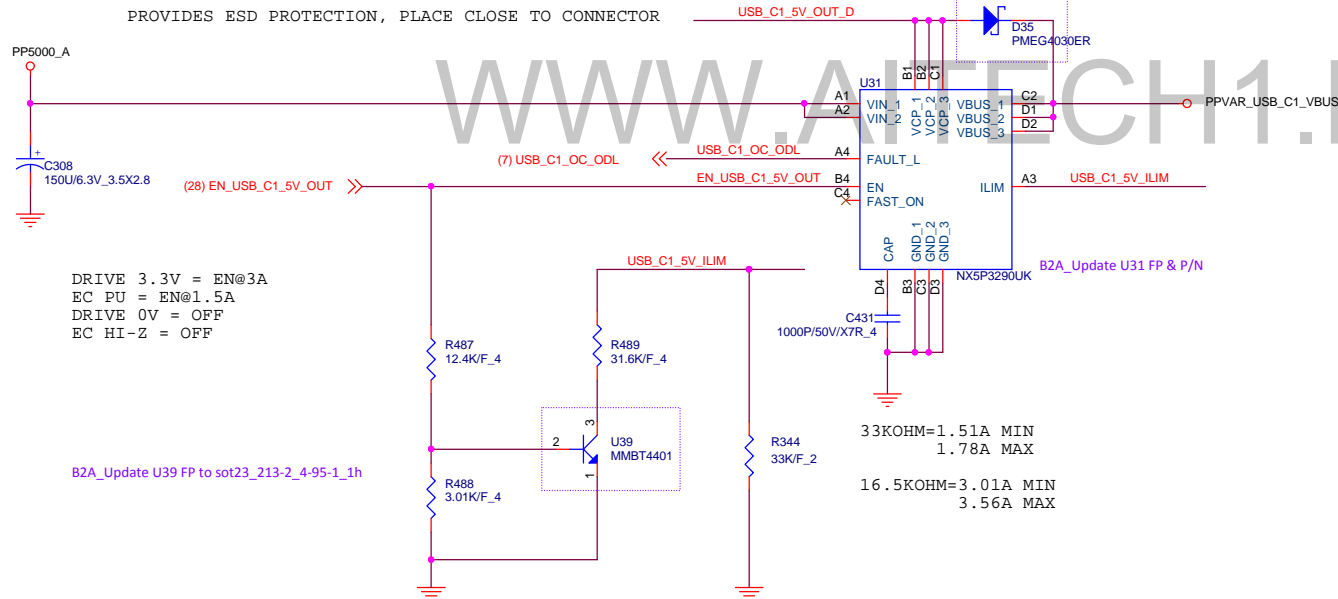 PROVIDES ESD PROTECTION, PLACE CLOSE TO CONNECTOR
USB_C1_5V_OUT_D
D35
PMEG4030ER
PP5000_A
WWW.AITECH1.
U31
B1
B2
C1
A1
A2
VIN_1
VIN_2
VCP_1
VCP_2
VCP_3
VBUS_1
VBUS_2
VBUS_3
C2
D1
D2
PPVAR_USB_C1_VBUS
+
C308
150U/6.3V_3.5X2.8
(7) USB_C1_OC_ODL
USB_C1_OC_ODL
A4
FAULT_L
(28) EN_USB_C1_5V_OUT
EN_USB_C1_5V_OUT
B4
EN
C4
FAST_ON
ILIM
A3
USB_C1_5V_ILIM
CAP
GND_1
GND_2
GND_3
NX5P3290UK
B2A_Update U31 FP & P/N
D4
B3
C3
D3
USB_C1_5V_ILIM
DRIVE 3.3V = EN@3A
EC PU = EN@1.5A
DRIVE 0V = OFF
EC HI-Z = OFF
C431
1000P/50V/X7R_4
R487
12.4K/F_4
R489
31.6K/F_4
3
2
1
U39
MMBT4401
R344
33K/F_2
33KOHM=1.51A MIN
1.78A MAX
16.5KOHM=3.01A MIN
3.56A MAX
B2A_Update U39 FP to sot23_213-2_4-95-1_1h
R488
3.01K/F_4